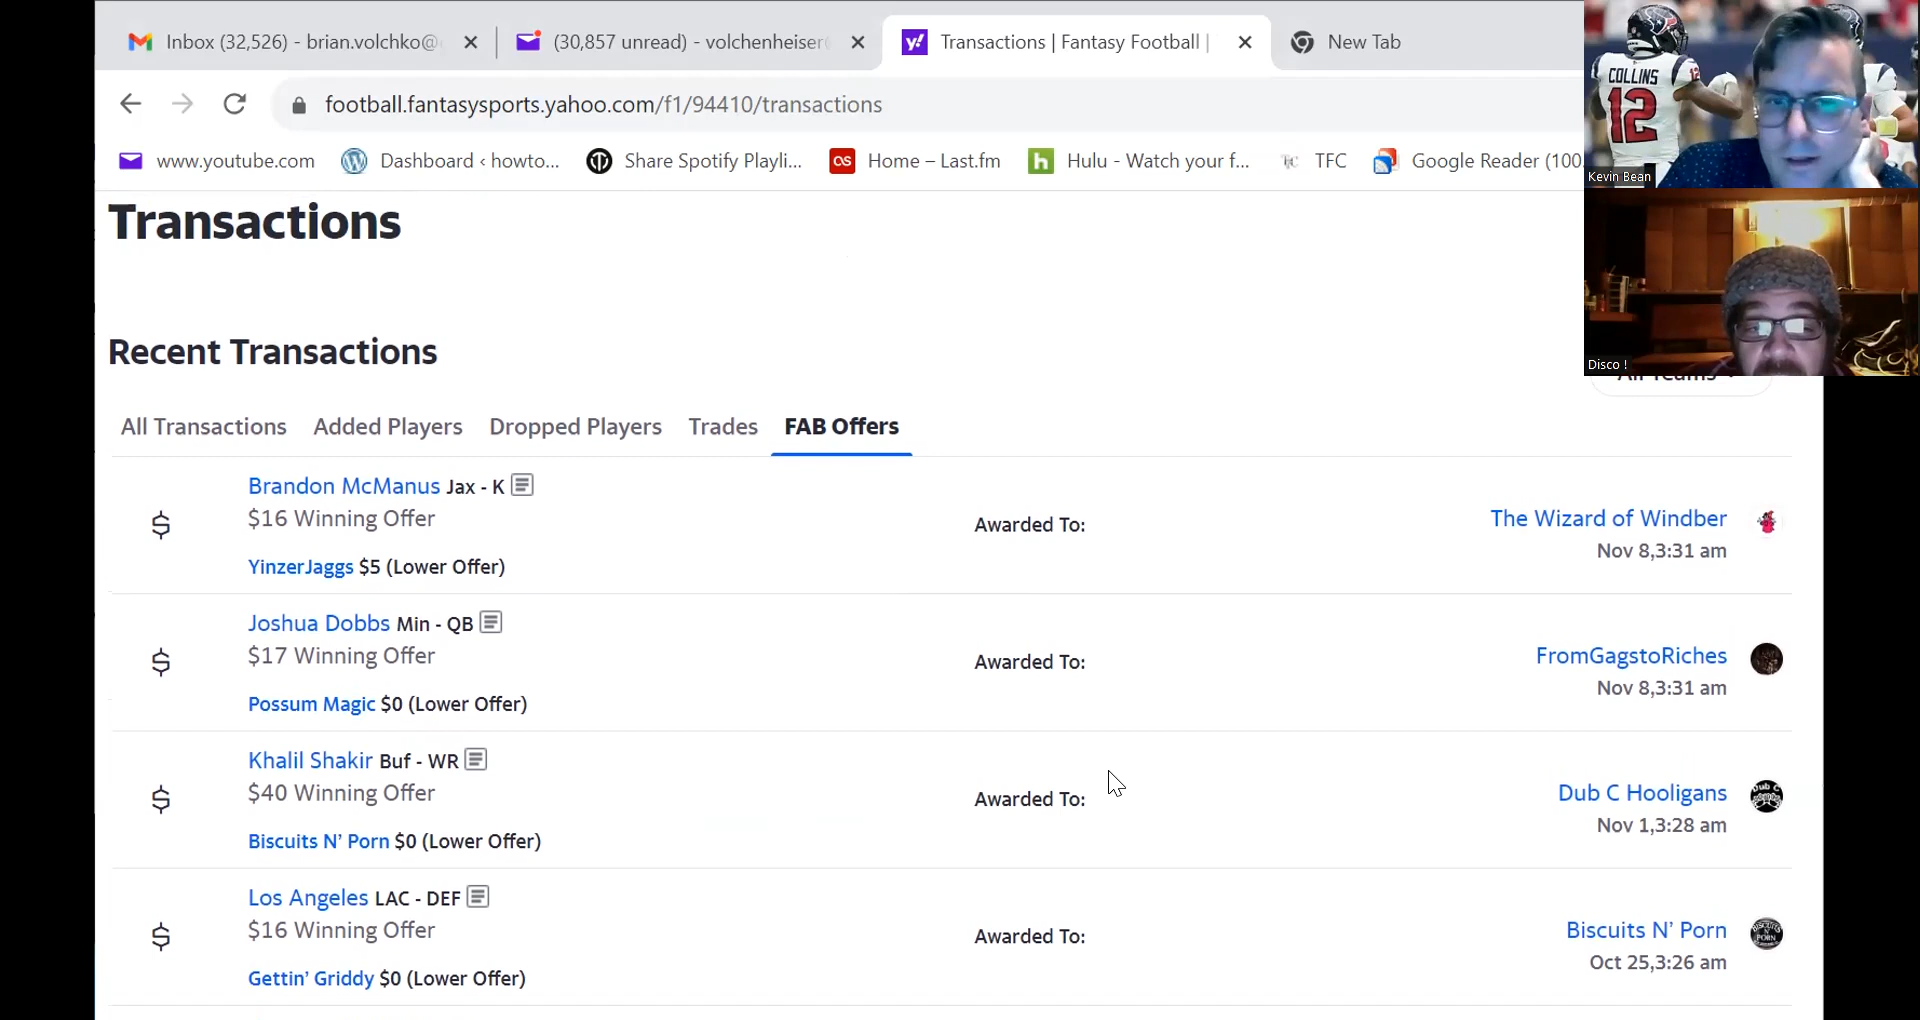 Inbox (32,526) - brian.volchko@
(30,857 unread) - volchenheiser
Transactions | Fantasy Football |
New Tab
football.fantasysports.yahoo.com/f1/94410/transactions
www.youtube.com
Dashboard ‹ howto...
Share Spotify Playli...
Home – Last.fm
Hulu - Watch your f...
TFC
Google Reader (100
COLLINS
12
12
Kevin Bean
Disco !
Transactions
Recent Transactions
All Teams
All Transactions
Added Players
Dropped Players
Trades
FAB Offers
Brandon McManus Jax - K
$16 Winning Offer
YinzerJaggs $5 (Lower Offer)
Awarded To:
The Wizard of Windber
Nov 8,3:31 am
Joshua Dobbs Min - QB
$17 Winning Offer
Possum Magic $0 (Lower Offer)
Awarded To:
FromGagstoRiches
Nov 8,3:31 am
Khalil Shakir Buf - WR
$40 Winning Offer
Biscuits N’ Porn $0 (Lower Offer)
Awarded To:
Dub C Hooligans
Nov 1,3:28 am
Los Angeles LAC - DEF
$16 Winning Offer
Gettin’ Griddy $0 (Lower Offer)
Awarded To:
Biscuits N’ Porn
Oct 25,3:26 am